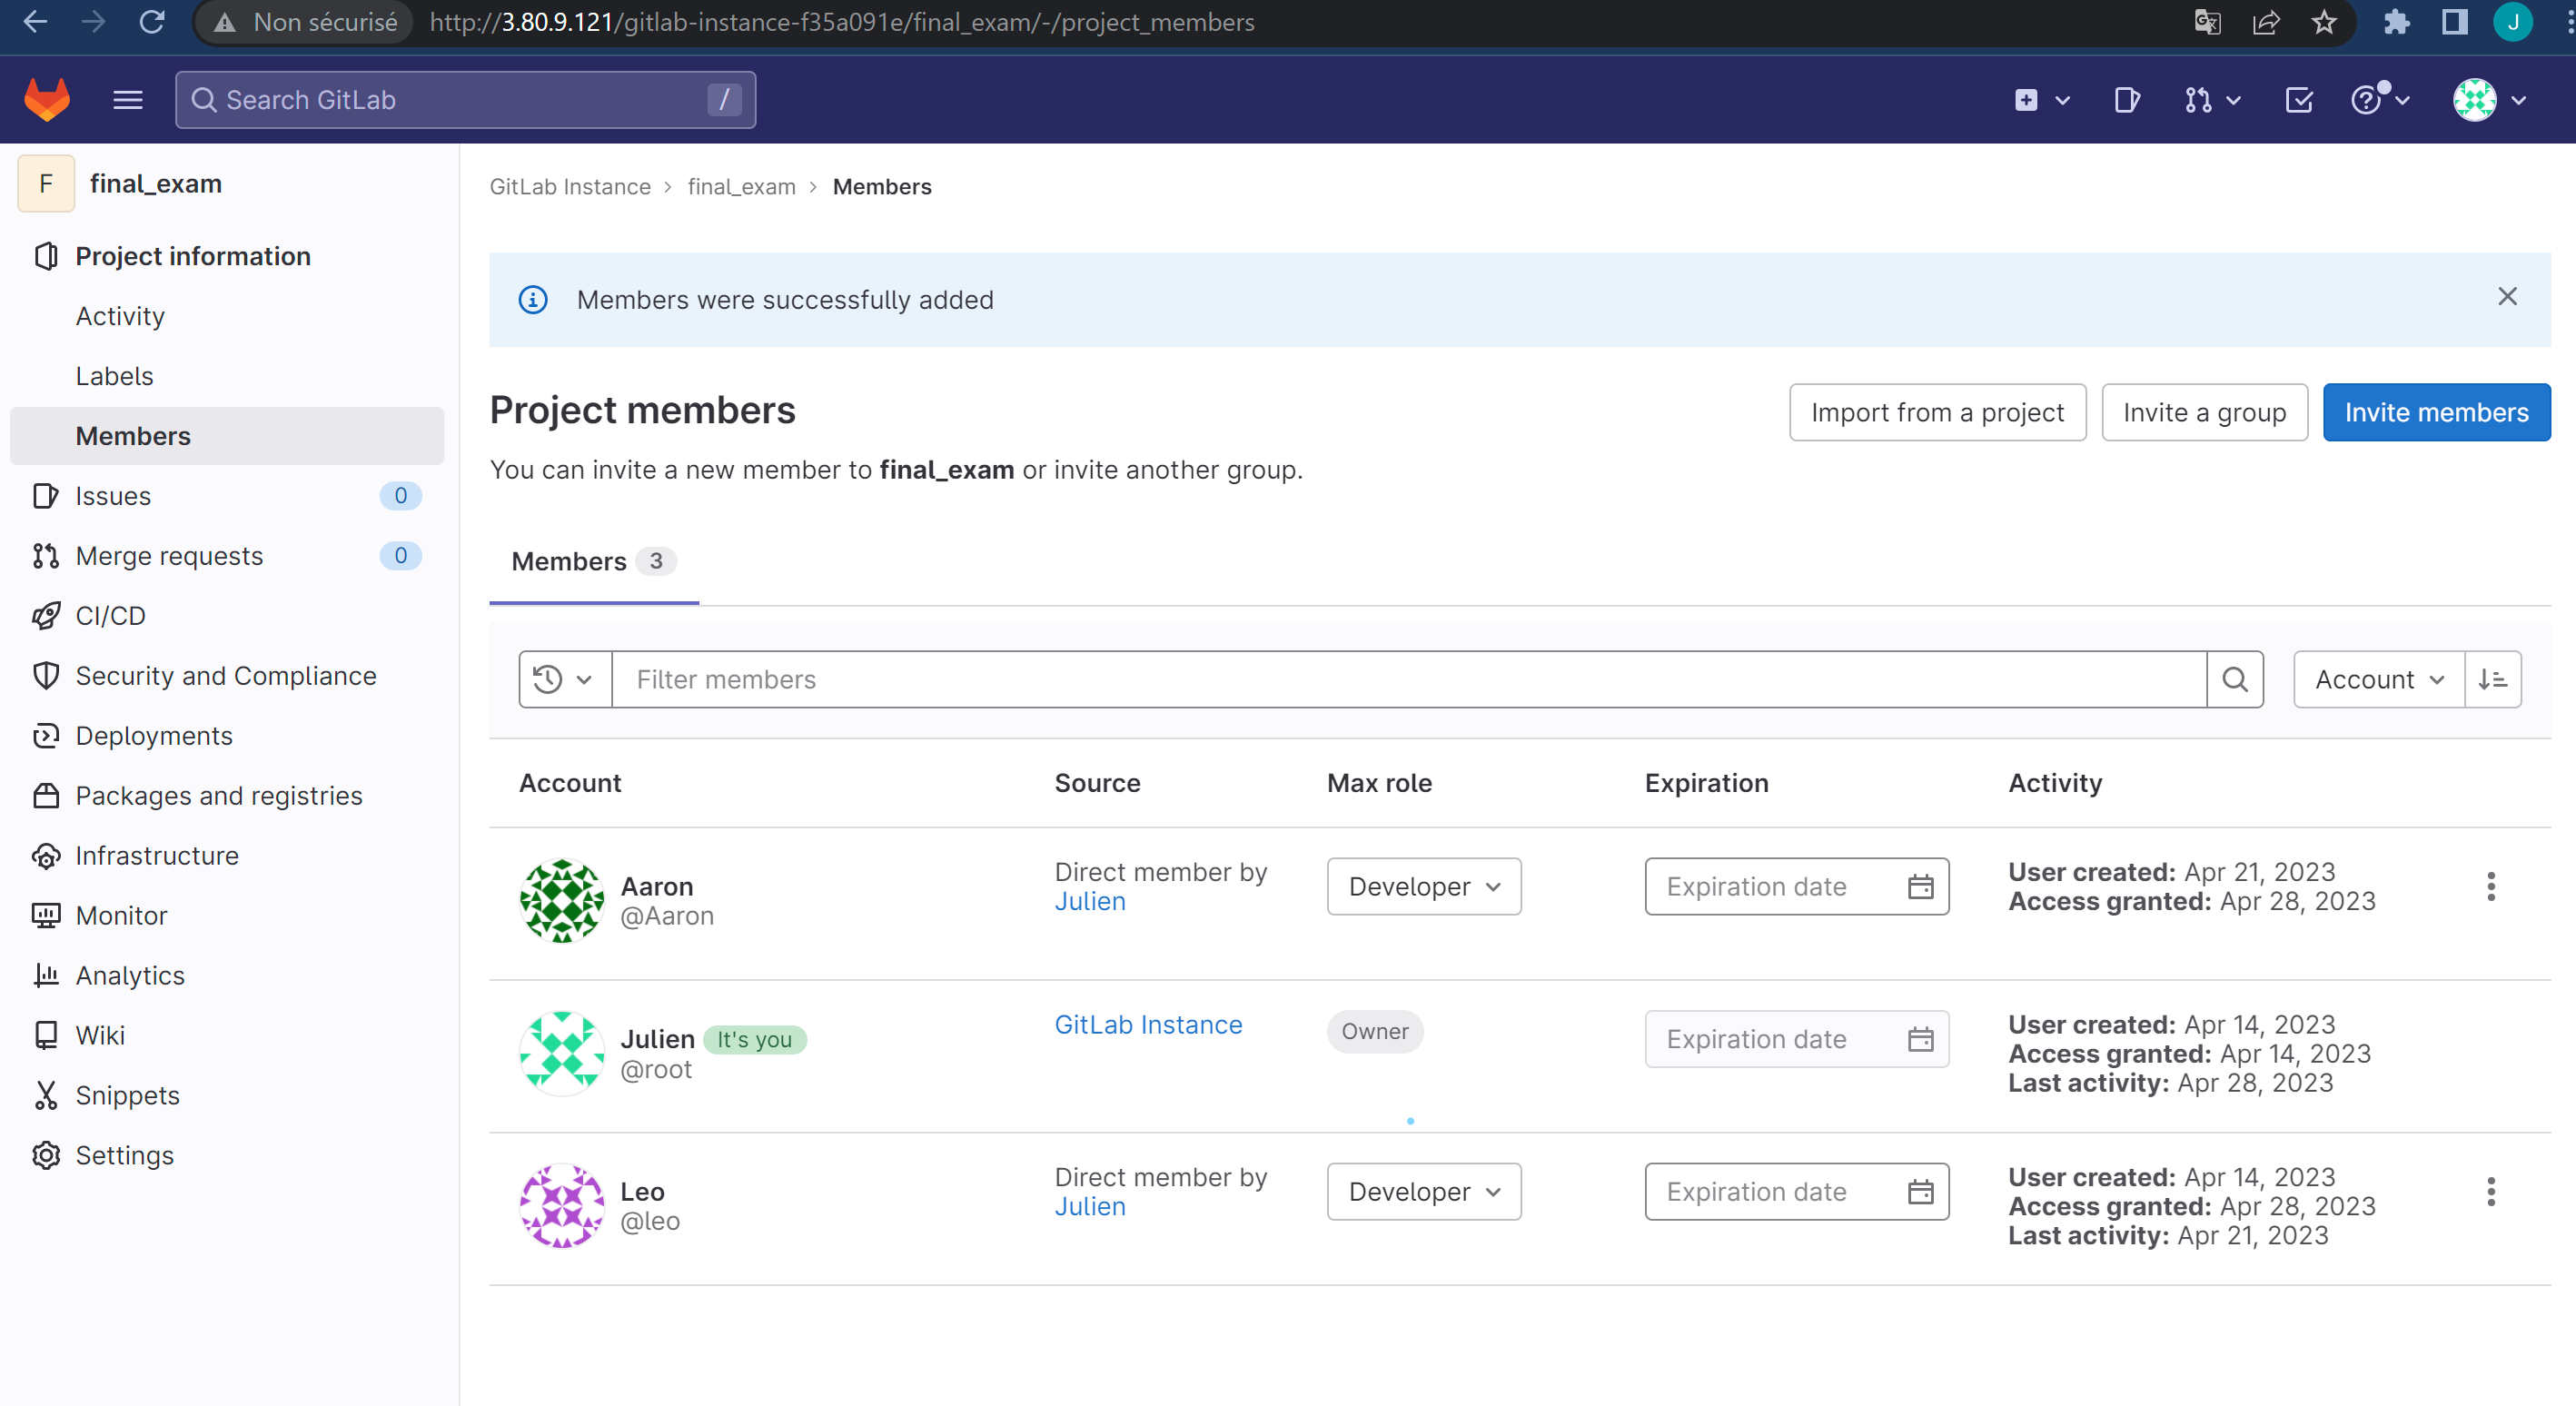 Non sécurisé http://3.80.9.121/gitlab-instance-f35a091e/final_exam/-/project_members J
Search GitLab /
F final_exam
Project information
Activity
Labels
Members
Issues 0
Merge requests 0
CI/CD
Security and Compliance
Deployments
Packages and registries
Infrastructure
Monitor
Analytics
Wiki
Snippets
Settings
GitLab Instance > final_exam > Members
Members were successfully added
Project members
Import from a project Invite a group Invite members
You can invite a new member to final_exam or invite another group.
Members 3
Filter members Account
Account Source Max role Expiration Activity
Aaron
@Aaron
Direct member by
Julien
Developer
Expiration date
User created: Apr 21, 2023
Access granted: Apr 28, 2023
Julien It's you
@root
GitLab Instance
Owner
Expiration date
User created: Apr 14, 2023
Access granted: Apr 14, 2023
Last activity: Apr 28, 2023
Leo
@leo
Direct member by
Julien
Developer
Expiration date
User created: Apr 14, 2023
Access granted: Apr 28, 2023
Last activity: Apr 21, 2023